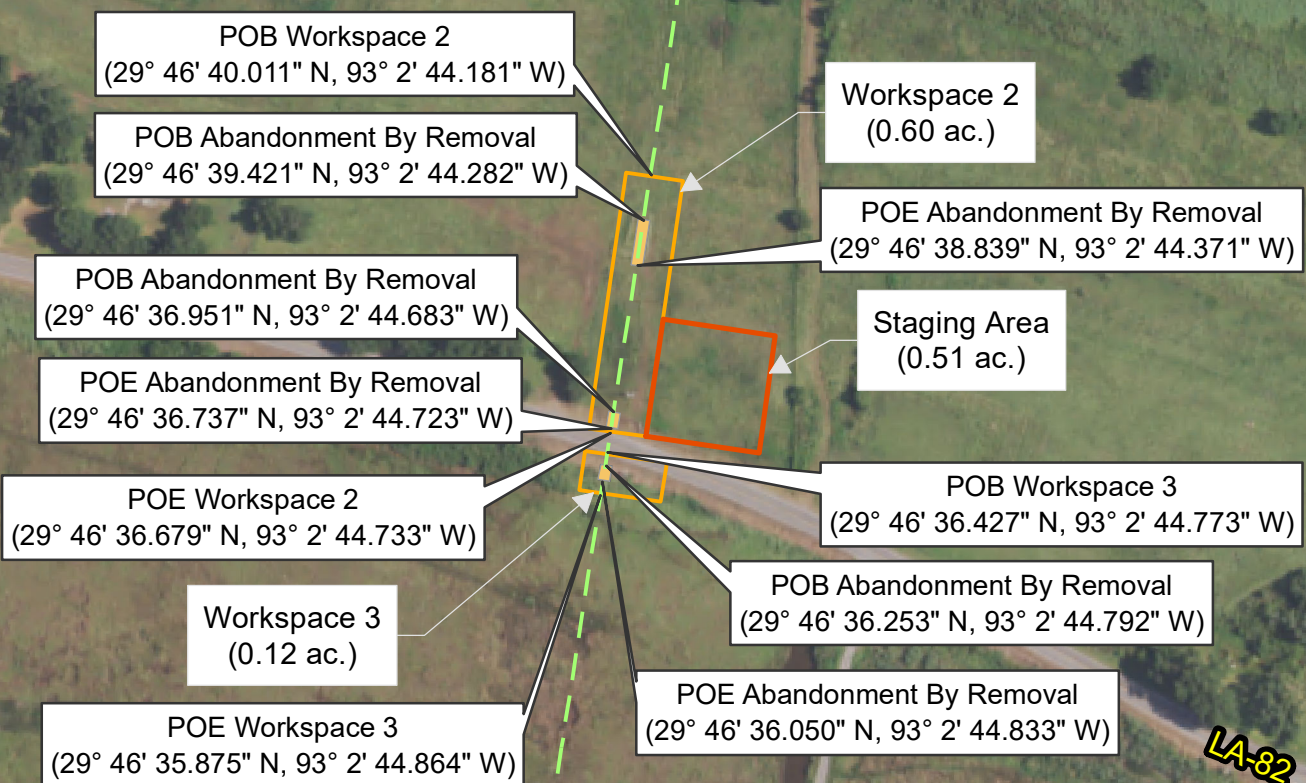 POB Workspace 2
(29° 46' 40.011" N, 93° 2' 44.181" W)
Workspace 2
(0.60 ac.)
POB Abandonment By Removal
(29° 46' 39.421" N, 93° 2' 44.282" W)
POE Abandonment By Removal
(29° 46' 38.839" N, 93° 2' 44.371" W)
POB Abandonment By Removal
(29° 46' 36.951" N, 93° 2' 44.683" W)
Staging Area
(0.51 ac.)
POE Abandonment By Removal
(29° 46' 36.737" N, 93° 2' 44.723" W)
POE Workspace 2
(29° 46' 36.679" N, 93° 2' 44.733" W)
POB Workspace 3
(29° 46' 36.427" N, 93° 2' 44.773" W)
POB Abandonment By Removal
(29° 46' 36.253" N, 93° 2' 44.792" W)
Workspace 3
(0.12 ac.)
POE Abandonment By Removal
(29° 46' 36.050" N, 93° 2' 44.833" W)
POE Workspace 3
(29° 46' 35.875" N, 93° 2' 44.864" W)
LA-82